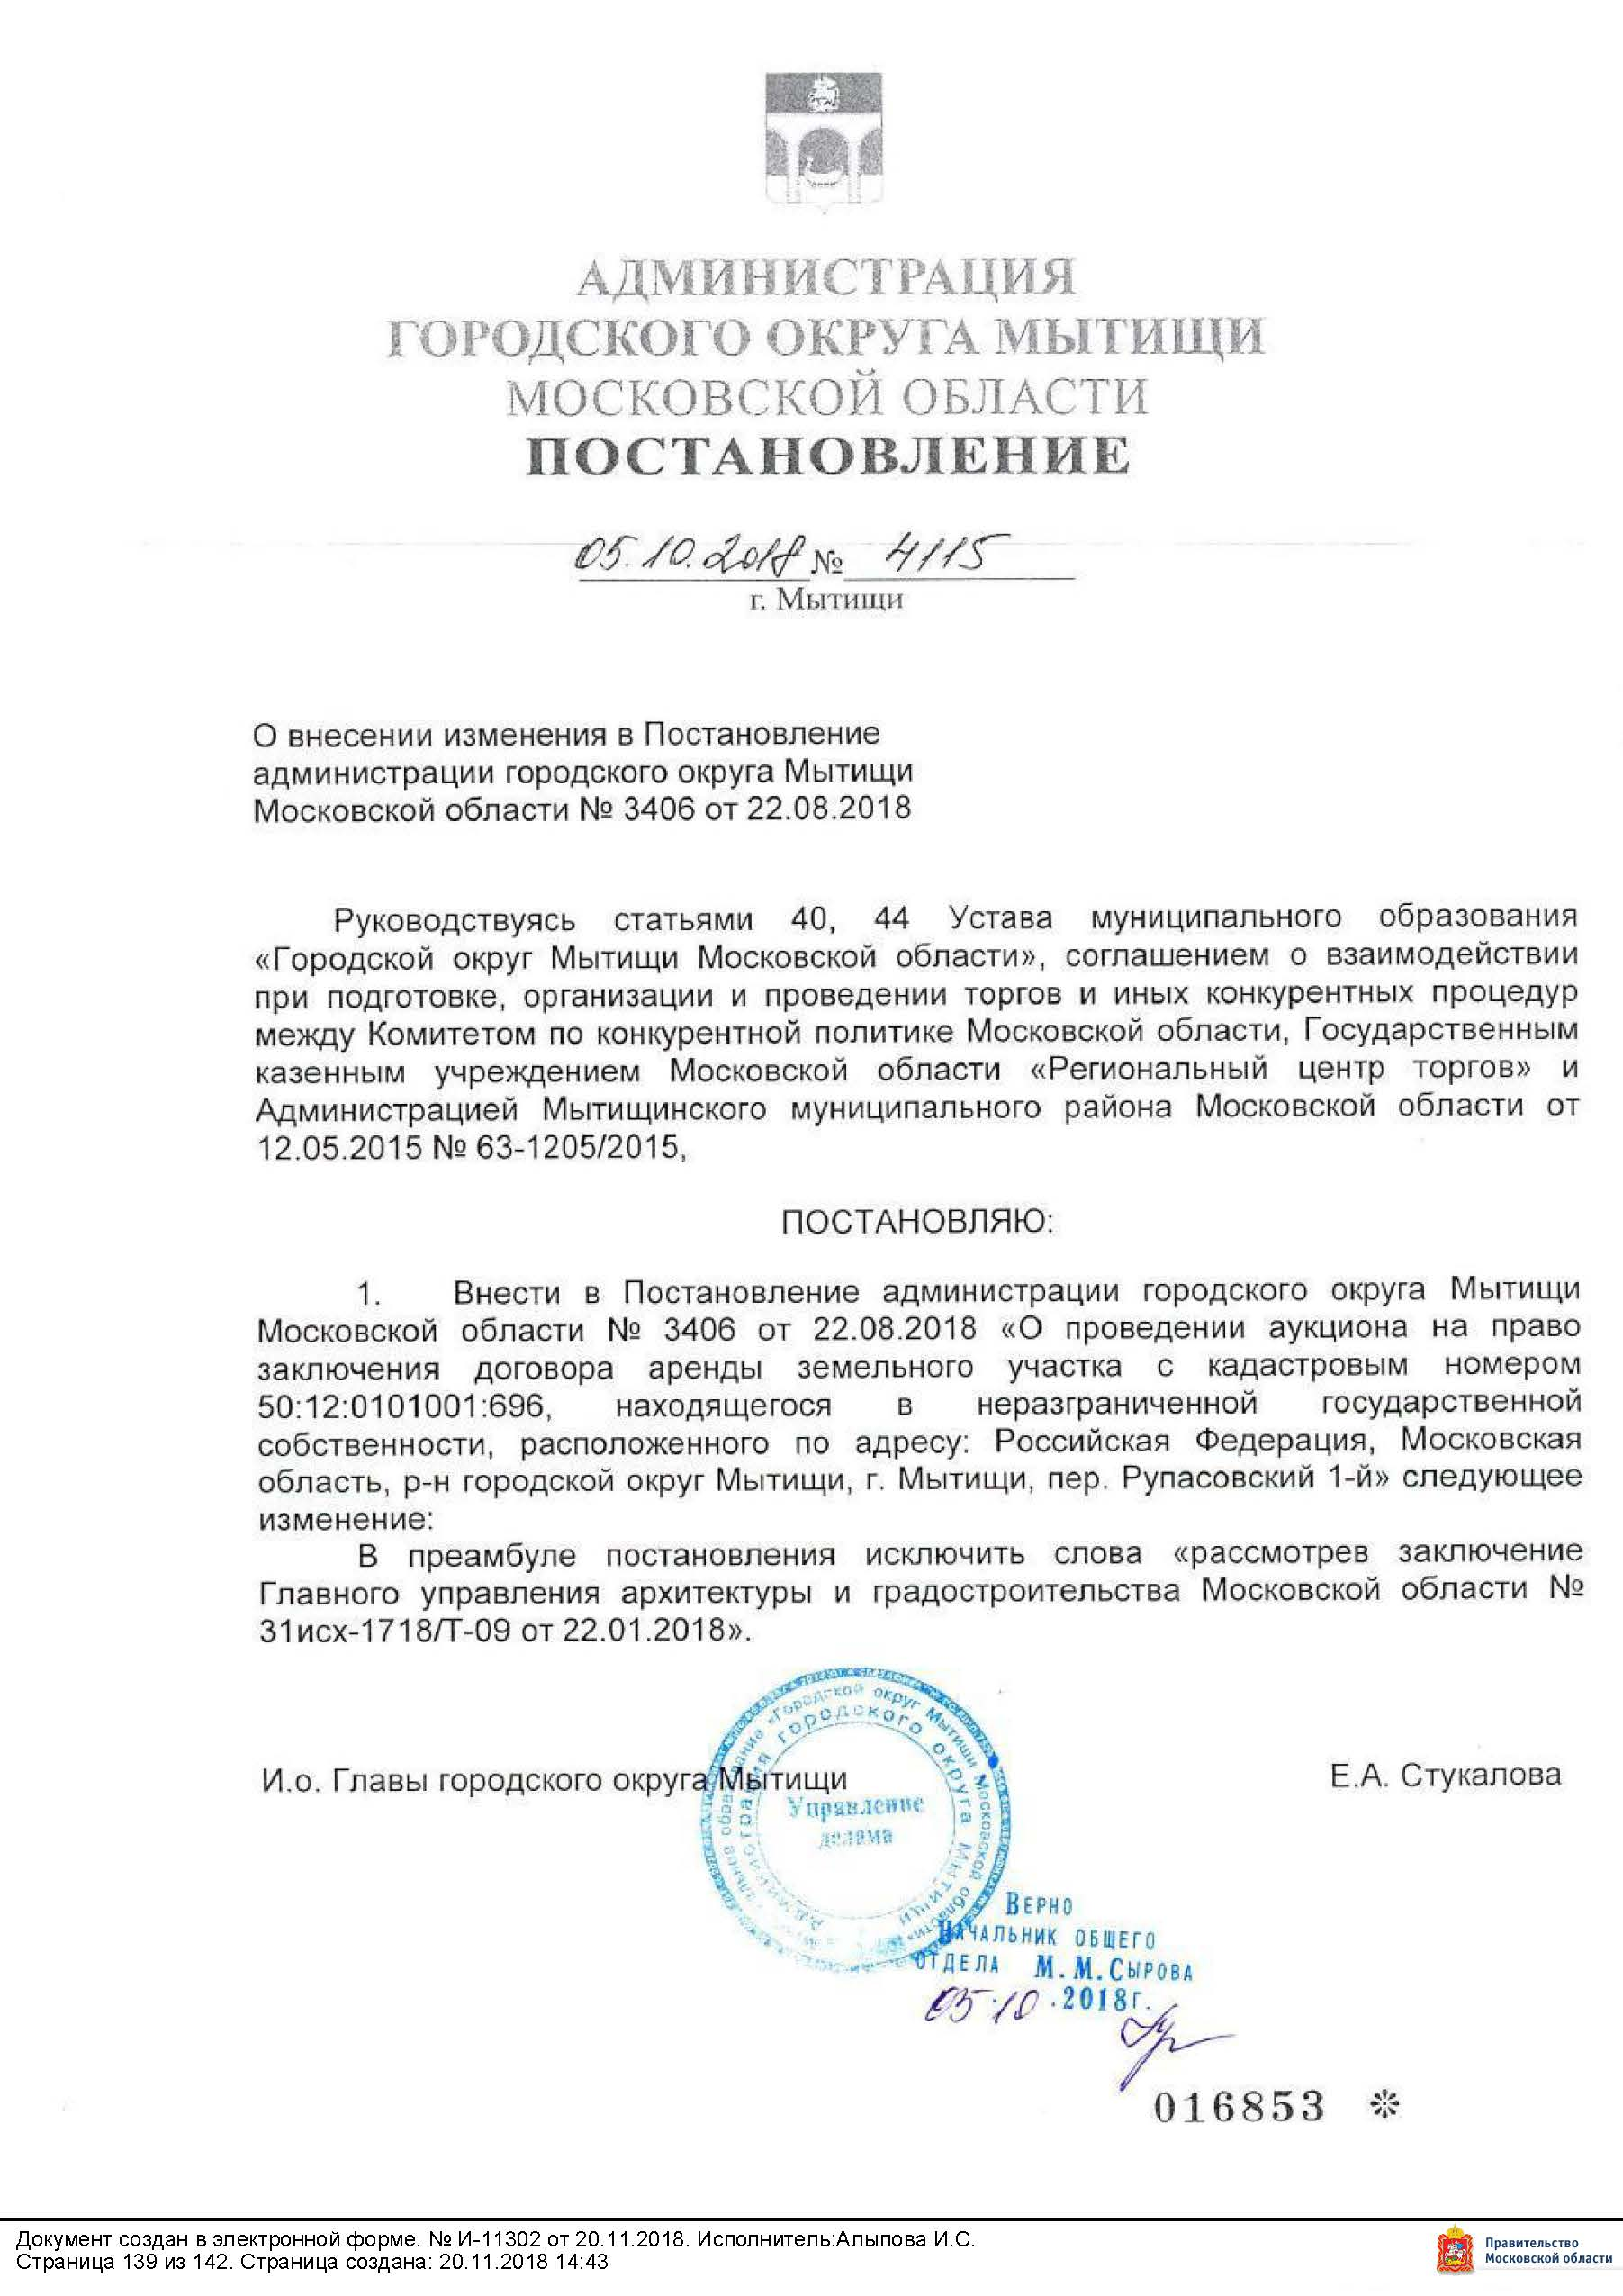 АДМИНИСТРАЦИЯ
ГОРОДСКОГО ОКРУГА МЫТИЩИ
МОСКОВСКОЙ ОБЛАСТИ
ПОСТАНОВЛЕНИЕ
05.10.2018 № 4115
г. Мытищи
О внесении изменения в Постановление
администрации городского округа Мытищи
Московской области № 3406 от 22.08.2018
Руководствуясь статьями 40, 44 Устава муниципального образования
«Городской округ Мытищи Московской области», соглашением о взаимодействии
при подготовке, организации и проведении торгов и иных конкурентных процедур
между Комитетом по конкурентной политике Московской области, Государственным
казенным учреждением Московской области «Региональный центр торгов» и
Администрацией Мытищинского муниципального района Московской области от
12.05.2015 № 63-1205/2015,
ПОСТАНОВЛЯЮ:
1. Внести в Постановление администрации городского округа Мытищи
Московской области № 3406 от 22.08.2018 «О проведении аукциона на право
заключения договора аренды земельного участка с кадастровым номером
50:12:0101001:696, находящегося в неразграниченной государственной
собственности, расположенного по адресу: Российская Федерация, Московская
область, р-н городской округ Мытищи, г. Мытищи, пер. Рупасовский 1-й» следующее
изменение:
В преамбуле постановления исключить слова «рассмотрев заключение
Главного управления архитектуры и градостроительства Московской области №
31исх-1718/Т-09 от 22.01.2018».
И.о. Главы городского округа Мытищи Е.А. Стукалова
«Городской округ Мытищи Московской области»
Администрация городского округа Мытищи
Управление
делами
Верно
Начальник общего
отдела М.М.Сырова
05.10.2018г.
016853 ※
Документ создан в электронной форме. № И-11302 от 20.11.2018. Исполнитель:Алыпова И.С.
Страница 139 из 142. Страница создана: 20.11.2018 14:43
Правительство
Московской области